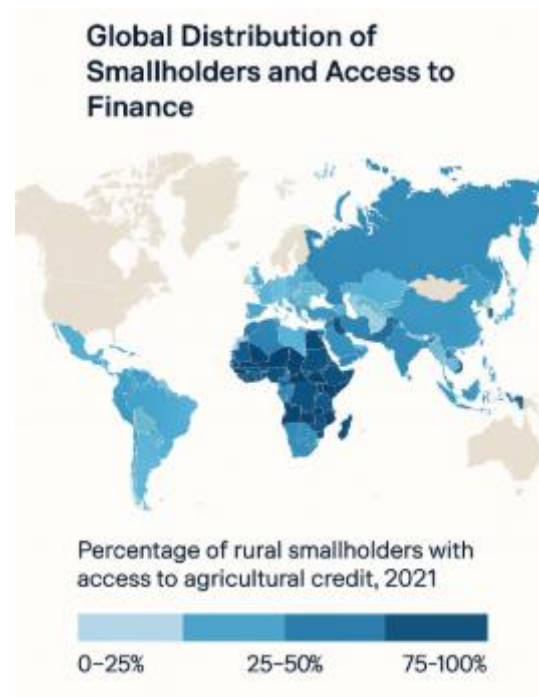 Global Distribution of
Smallholders and Access to
Finance
Percentage of rural smallholders with
access to agricultural credit, 2021
0–25%
25–50%
75-100%